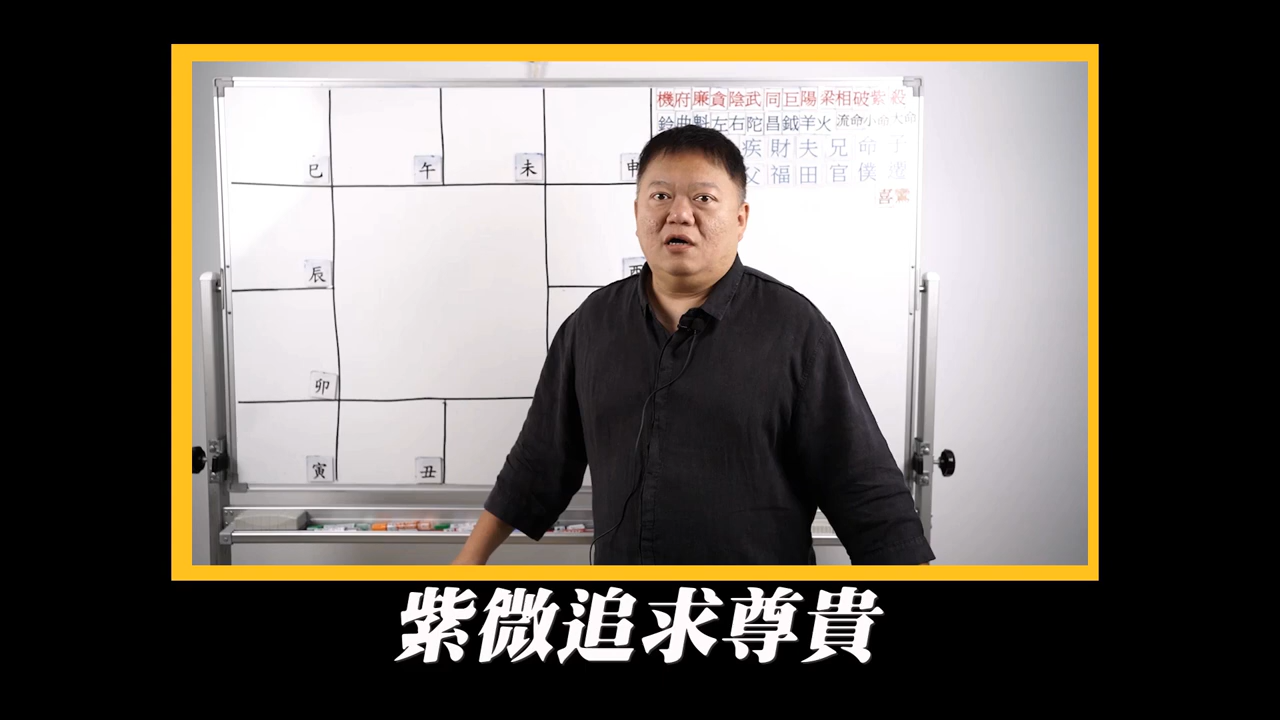 機府廉貪陰武同巨陽梁相破紫殺
鈴曲魁左右陀昌鉞羊火流命小命大命
疾財夫兄命子
父福田官僕遷
喜鸞
巳
午
未
申
辰
酉
卯
寅
丑
紫微追求尊貴